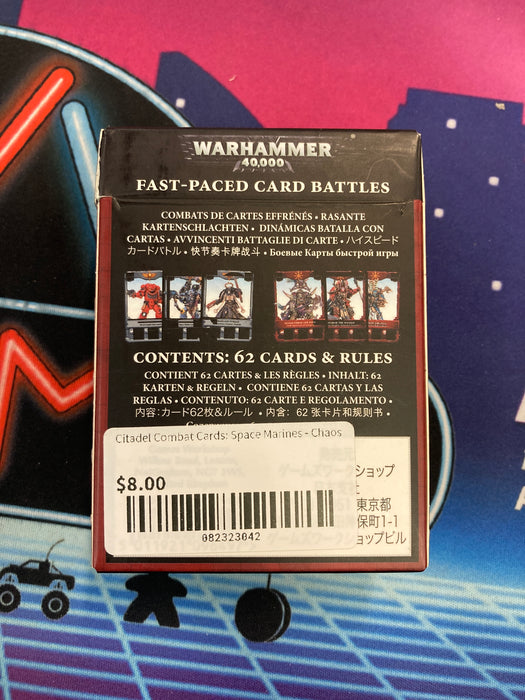 WARHAMMER
40,000
FAST-PACED CARD BATTLES
COMBATS DE CARTES EFFRÉNÉS • RASANTE
KARTENSCHLACHTEN • DINÁMICAS BATALLA CON
CARTAS • AVVINCENTI BATTAGLIE DI CARTE • ハイスピード
カードバトル • 快节奏卡牌战斗 • Боевые Карты быстрой игры
CONTENTS: 62 CARDS & RULES
CONTIENT 62 CARTES & LES RÈGLES • INHALT: 62
KARTEN & REGELN • CONTIENE 62 CARTAS Y LAS
REGLAS • CONTENUTO: 62 CARTE E REGOLAMENTO •
内容:カード62枚&ルール • 内含: 62 张卡片和规则书 •
Citadel Combat Cards: Space Marines - Chaos
$8.00
082323042
ショップ
東京都
保町1-1
ョップビル